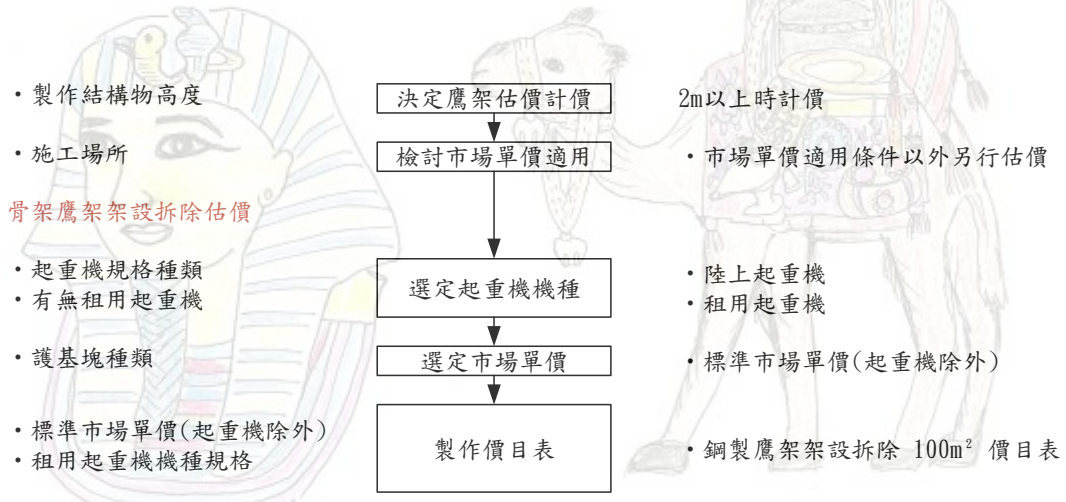 ・製作結構物高度
決定鷹架估價計價
2m以上時計價
・施工場所
檢討市場單價適用
・市場單價適用條件以外另行估價
骨架鷹架架設拆除估價
・起重機規格種類
・有無租用起重機
選定起重機機種
・陸上起重機
・租用起重機
・護基塊種類
選定市場單價
・標準市場單價(起重機除外)
・標準市場單價(起重機除外)
・租用起重機機種規格
製作價目表
・鋼製鷹架架設拆除 100m² 價目表